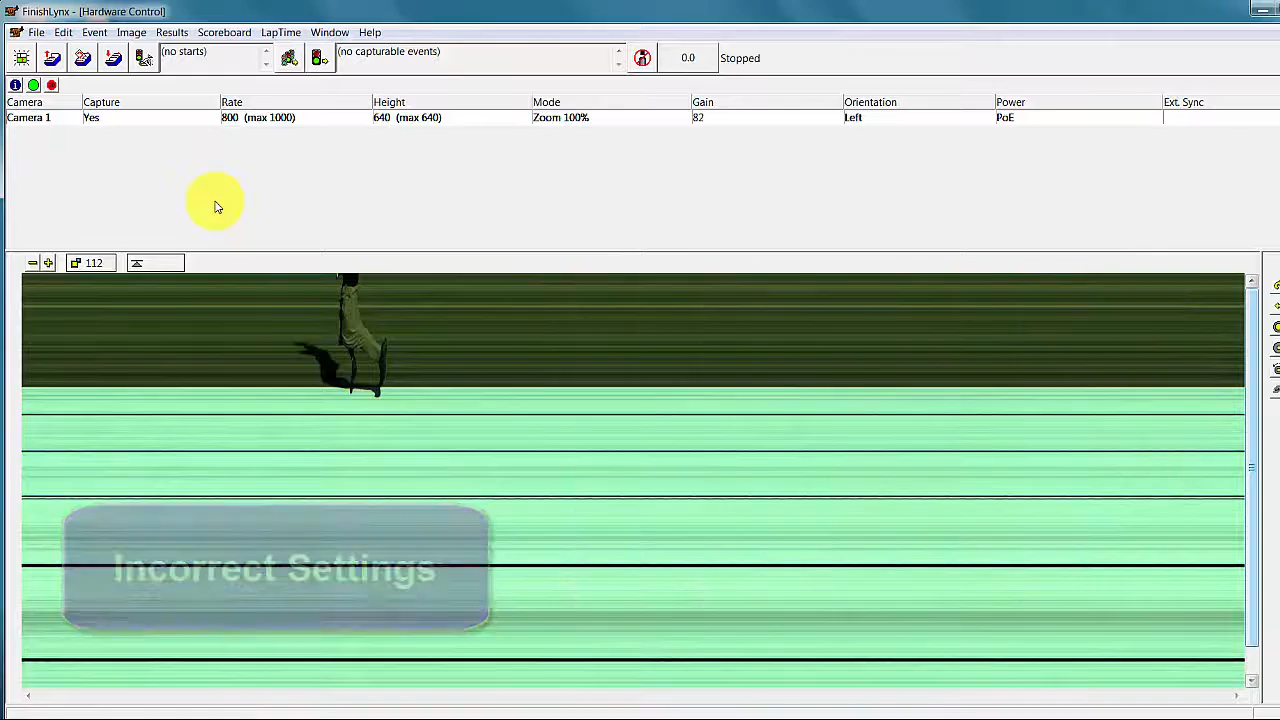 FinishLynx - [Hardware Control]
File Edit Event Image Results Scoreboard LapTime Window Help
(no starts) (no capturable events) 0.0 Stopped
Camera Capture Rate Height Mode Gain Orientation Power Ext. Sync
Camera 1 Yes 800 (max 1000) 640 (max 640) Zoom 100% 82 Left PoE
112
Incorrect Settings